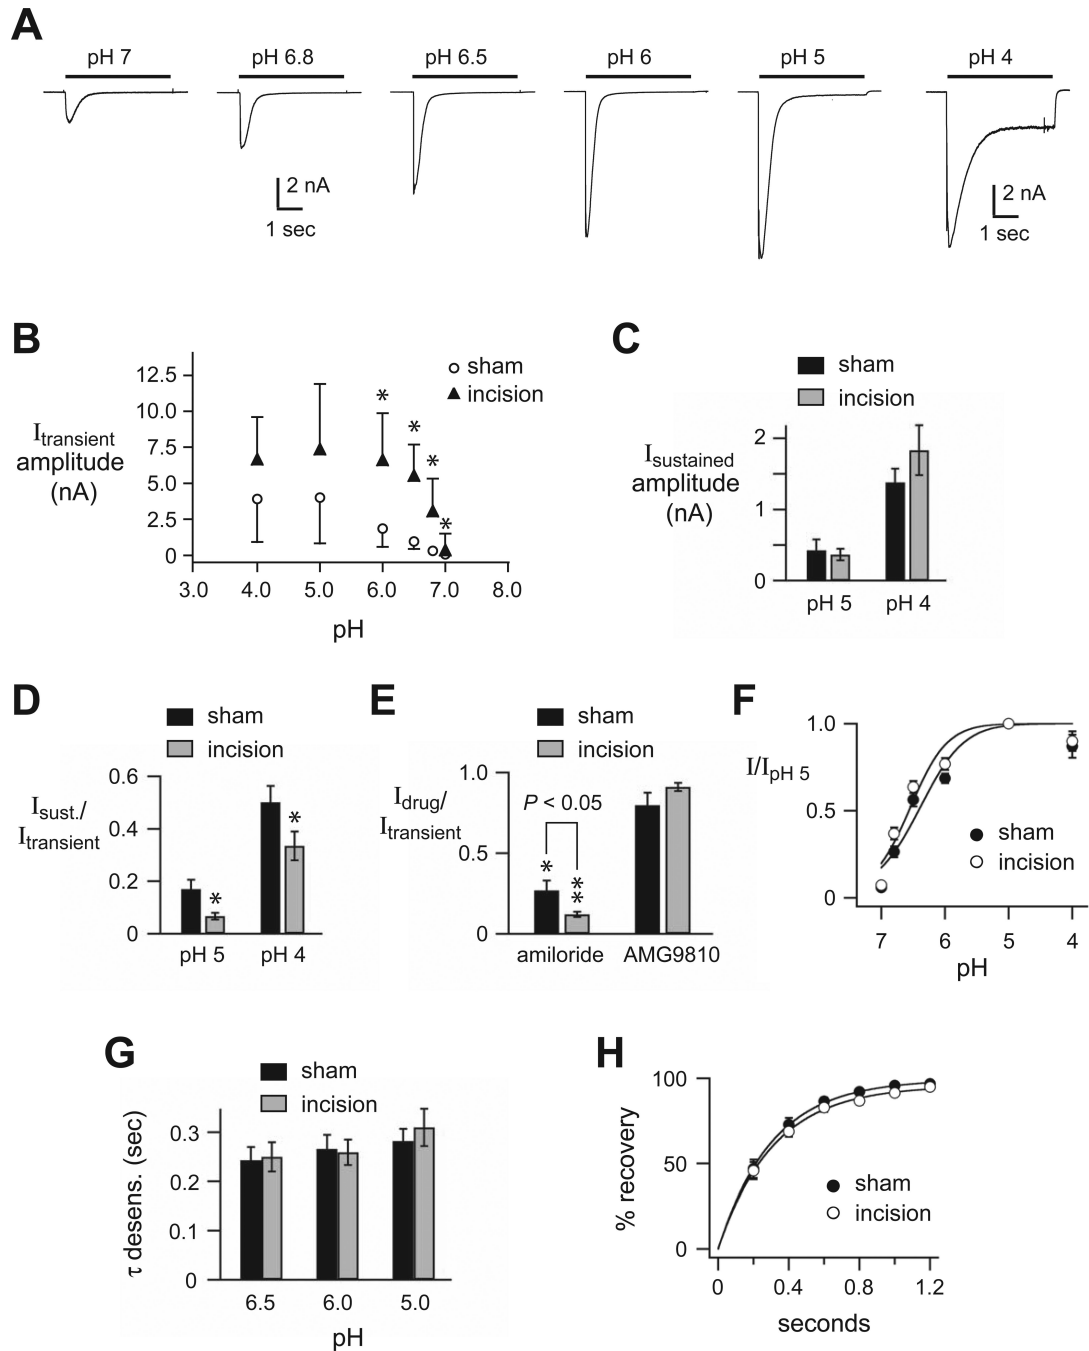 A
pH 7
pH 6.8
pH 6.5
pH 6
pH 5
pH 4
2 nA
1 sec
2 nA
1 sec
B
sham
incision
12.5
10.0
7.5
5.0
2.5
0
Itransient
amplitude
(nA)
*
*
*
*
3.0 4.0 5.0 6.0 7.0 8.0
pH
C
sham
incision
Isustained
amplitude
(nA)
2
1
0
pH 5 pH 4
D
sham
incision
Isust./
Itransient
0.6
0.4
0.2
0
*
*
pH 5 pH 4
E
sham
incision
Idrug/
Itransient
1.0
0.5
0
P < 0.05
*
**
amiloride AMG9810
F
I/IpH 5
1.0
0.5
0
sham
incision
7 6 5 4
pH
G
sham
incision
τ desens. (sec)
0.3
0.2
0.1
0
6.5 6.0 5.0
pH
H
% recovery
100
50
0
sham
incision
0 0.4 0.8 1.2
seconds